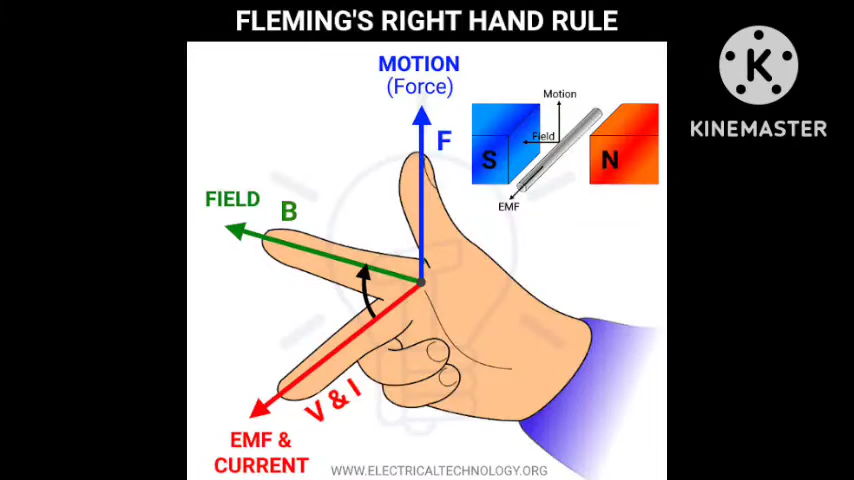 FLEMING'S RIGHT HAND RULE
MOTION
(Force)
F
FIELD
B
V & I
EMF &
CURRENT
Motion
Field
S
N
EMF
K
KINEMASTER
WWW.ELECTRICALTECHNOLOGY.ORG